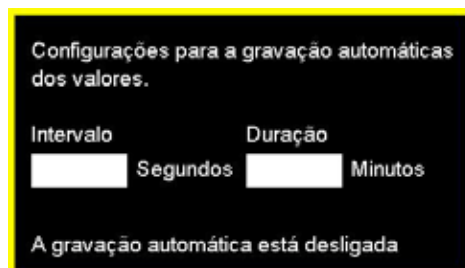 Configurações para a gravação automáticas
dos valores.
Intervalo Duração
Segundos Minutos
A gravação automática está desligada